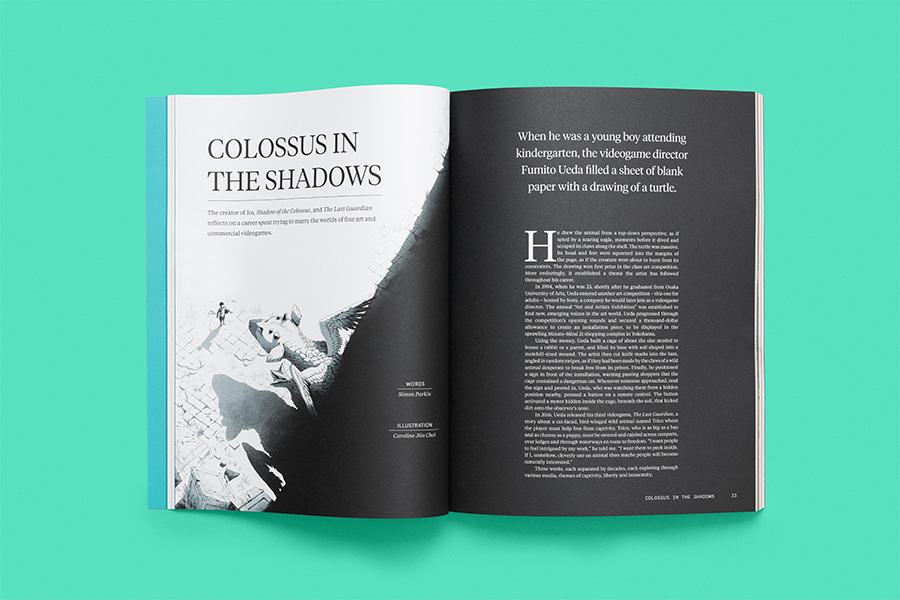 COLOSSUS IN
THE SHADOWS
The creator of Ico, Shadow of the Colossus, and The Last Guardian
reflects on a career spent trying to marry the worlds of fine art and
commercial videogames.
WORDS
Simon Parkin
ILLUSTRATION
Caroline Jiin Choi
When he was a young boy attending
kindergarten, the videogame director
Fumito Ueda filled a sheet of blank
paper with a drawing of a turtle.
He drew the animal from a top-down perspective, as if
spied by a soaring eagle, moments before it dived and
scraped its claws along the shell. The turtle was massive.
Its head and feet were squeezed into the margins of
the page, as if the creature were about to burst from its
constraints. The drawing won first prize in the class art competition.
More enduringly, it established a theme the artist has followed
throughout his career.
In 1994, when he was 23, shortly after he graduated from Osaka
University of Arts, Ueda entered another art competition – this one for
adults – hosted by Sony, a company he would later join as a videogame
director. The annual "Art and Artists Exhibition" was established to
find new, emerging voices in the art world. Ueda progressed through
the competition's opening rounds and secured a thousand-dollar
allowance to create an installation piece, to be displayed in the
sprawling Minato-Mirai 21 shopping complex in Yokohama.
Using the money, Ueda built a cage of about the size needed to
house a rabbit or a parrot, and filled its base with soil shaped into a
molehill-sized mound. The artist then cut knife marks into the bars,
angled in random swipes, as if they had been made by the claws of a wild
animal desperate to break free from its prison. Finally, he positioned
a sign in front of the installation, warning passing shoppers that the
cage contained a dangerous cat. Whenever someone approached, read
the sign and peered in, Ueda, who was watching them from a hidden
position nearby, pressed a button on a remote control. The button
activated a motor hidden inside the cage, beneath the soil, that kicked
dirt onto the observer's nose.
In 2016, Ueda released his third videogame, The Last Guardian, a
story about a cat-faced, bird-winged wild animal named Trico whom
the player must help free from captivity. Trico, who is as big as a bus
and as clumsy as a puppy, must be steered and cajoled across ramparts,
over ledges and through waterways en route to freedom. "I want people
to feel intrigued by my work," he told me. "I want them to peek inside.
If I, somehow, cleverly use an animal then maybe people will become
naturally interested."
Three works, each separated by decades, each exploring through
various media, themes of captivity, liberty and immensity.
COLOSSUS IN THE SHADOWS 33